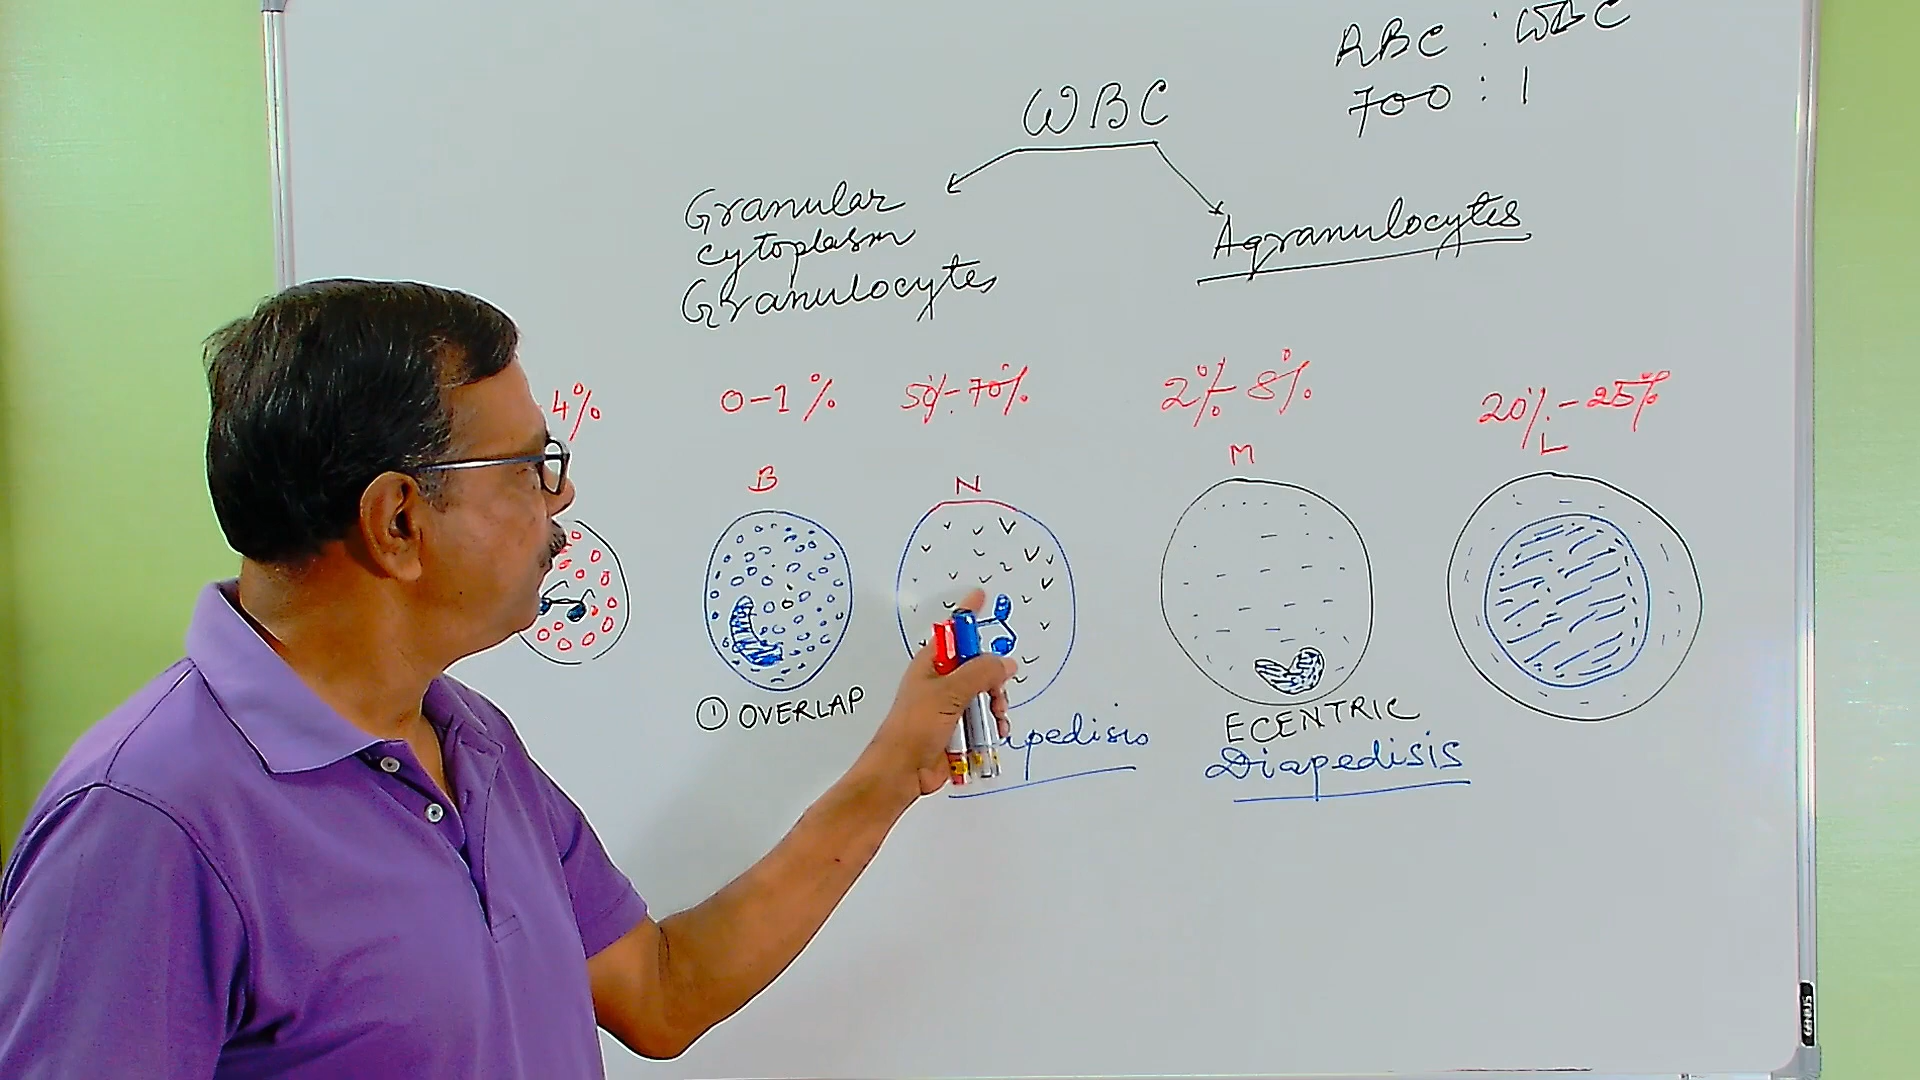 RBC : WBC
700 : 1
WBC
Granular
cytoplasm
Granulocytes
Agranulocytes
4%
0-1%
50%-70%
2%-8%
20%-25%
B
N
M
L
① OVERLAP
ECENTRIC
Diapedisis